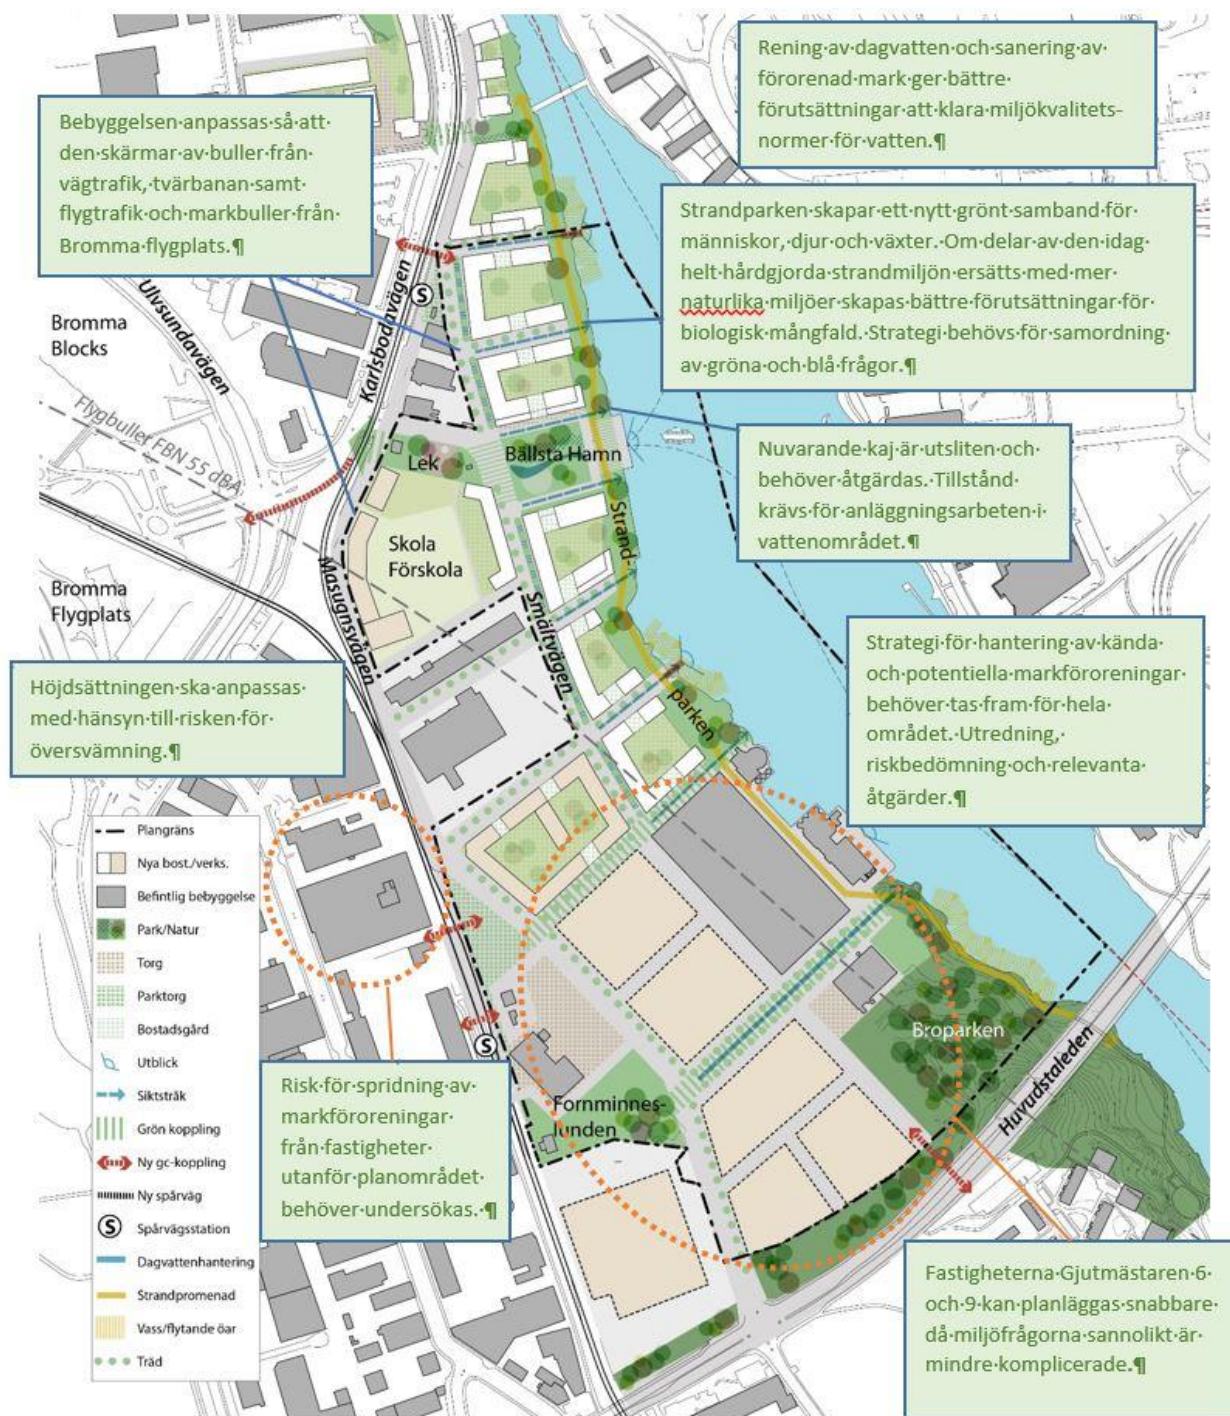 Rening·av·dagvatten·och·sanering·av·
förorenad·mark·ger·bättre·
förutsättningar·att·klara·miljökvalitets-
normer·för·vatten.¶
Bebyggelsen·anpassas·så·att·
den·skärmar·av·buller·från·
vägtrafik,·tvärbanan·samt·
flygtrafik·och·markbuller·från·
Bromma·flygplats.¶
Strandparken·skapar·ett·nytt·grönt·samband·för·
människor,·djur·och·växter.·Om·delar·av·den·idag·
helt·hårdgjorda·strandmiljön·ersätts·med·mer·
naturlika·miljöer·skapas·bättre·förutsättningar·för·
biologisk·mångfald.·Strategi·behövs·för·samordning·
av·gröna·och·blå·frågor.¶
Ulvsundavägen
Karlsbodavägen
S
Bromma
Blocks
Flygbuller FBN 55 dBA
Nuvarande·kaj·är·utsliten·och·
behöver·åtgärdas.·Tillstånd·
krävs·för·anläggningsarbeten·i·
vattenområdet.¶
Lek
Bällsta Hamn
Strand-
parken
Skola
Förskola
Bromma
Flygplats
Masugnsvägen
Smältvägen
Strategi·för·hantering·av·kända·
och·potentiella·markföroreningar·
behöver·tas·fram·för·hela·
området.·Utredning,·
riskbedömning·och·relevanta·
åtgärder.¶
Höjdsättningen·ska·anpassas·
med·hänsyn·till·risken·för·
översvämning.¶
Plangräns
Nya bost./verks.
Befintlig bebyggelse
Park/Natur
Torg
Parktorg
Bostadsgård
Utblick
Siktstråk
Grön koppling
Ny gc-koppling
Ny spårväg
S Spårvägsstation
Dagvattenhantering
Strandpromenad
Vass/flytande öar
Träd
S
Broparken
Huvudstaleden
Fornminnes-
lunden
Risk·för·spridning·av·
markföroreningar·
från·fastigheter·
utanför·planområdet·
behöver·undersökas.·¶
Fastigheterna·Gjutmästaren·6·
och·9·kan·planläggas·snabbare·
då·miljöfrågorna·sannolikt·är·
mindre·komplicerade.¶